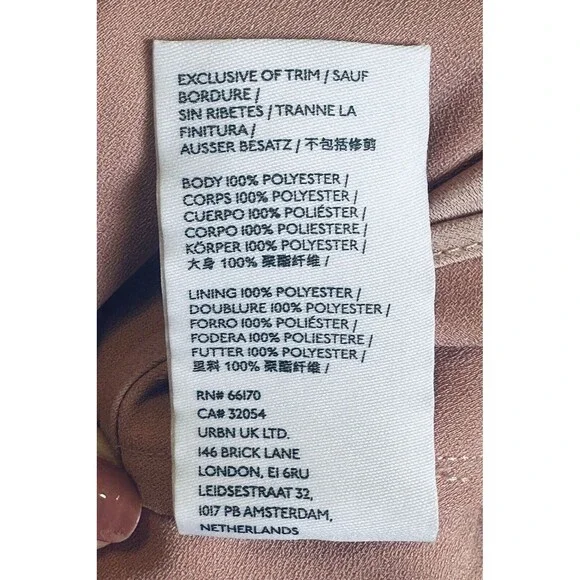 EXCLUSIVE OF TRIM / SAUF
BORDURE /
SIN RIBETES / TRANNE LA
FINITURA /
AUSSER BESATZ / 不包括修剪
BODY 100% POLYESTER /
CORPS 100% POLYESTER /
CUERPO 100% POLIÉSTER /
CORPO 100% POLIESTERE /
KÖRPER 100% POLYESTER /
大身 100% 聚酯纤维 /
LINING 100% POLYESTER /
DOUBLURE 100% POLYESTER /
FORRO 100% POLIÉSTER /
FODERA 100% POLIESTERE /
FUTTER 100% POLYESTER /
里料 100% 聚酯纤维 /
RN# 66170
CA# 32054
URBN UK LTD.
146 BRICK LANE
LONDON, E1 6RU
LEIDSESTRAAT 32,
1017 PB AMSTERDAM,
NETHERLANDS